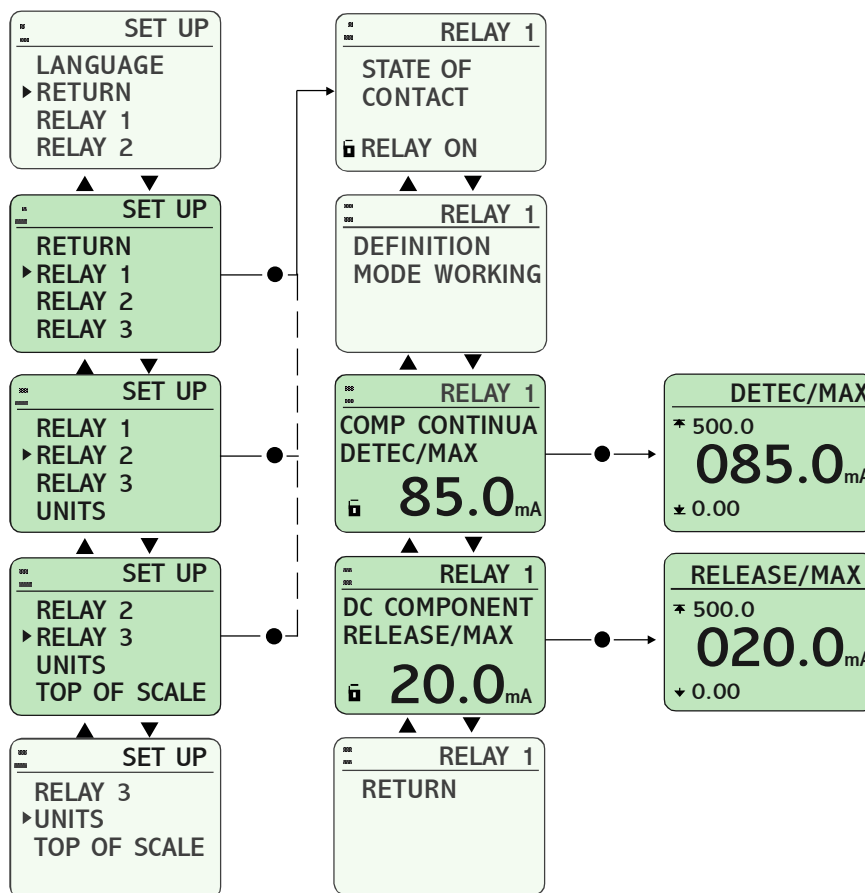 SET UP
LANGUAGE
RETURN
RELAY 1
RELAY 2
SET UP
RETURN
RELAY 1
RELAY 2
RELAY 3
SET UP
RELAY 1
RELAY 2
RELAY 3
UNITS
SET UP
RELAY 2
RELAY 3
UNITS
TOP OF SCALE
SET UP
RELAY 3
UNITS
TOP OF SCALE
RELAY 1
STATE OF
CONTACT
RELAY ON
RELAY 1
DEFINITION
MODE WORKING
RELAY 1
COMP CONTINUA
DETEC/MAX
85.0mA
RELAY 1
DC COMPONENT
RELEASE/MAX
20.0mA
RELAY 1
RETURN
DETEC/MAX
500.0
085.0mA
0.00
RELEASE/MAX
500.0
020.0mA
0.00